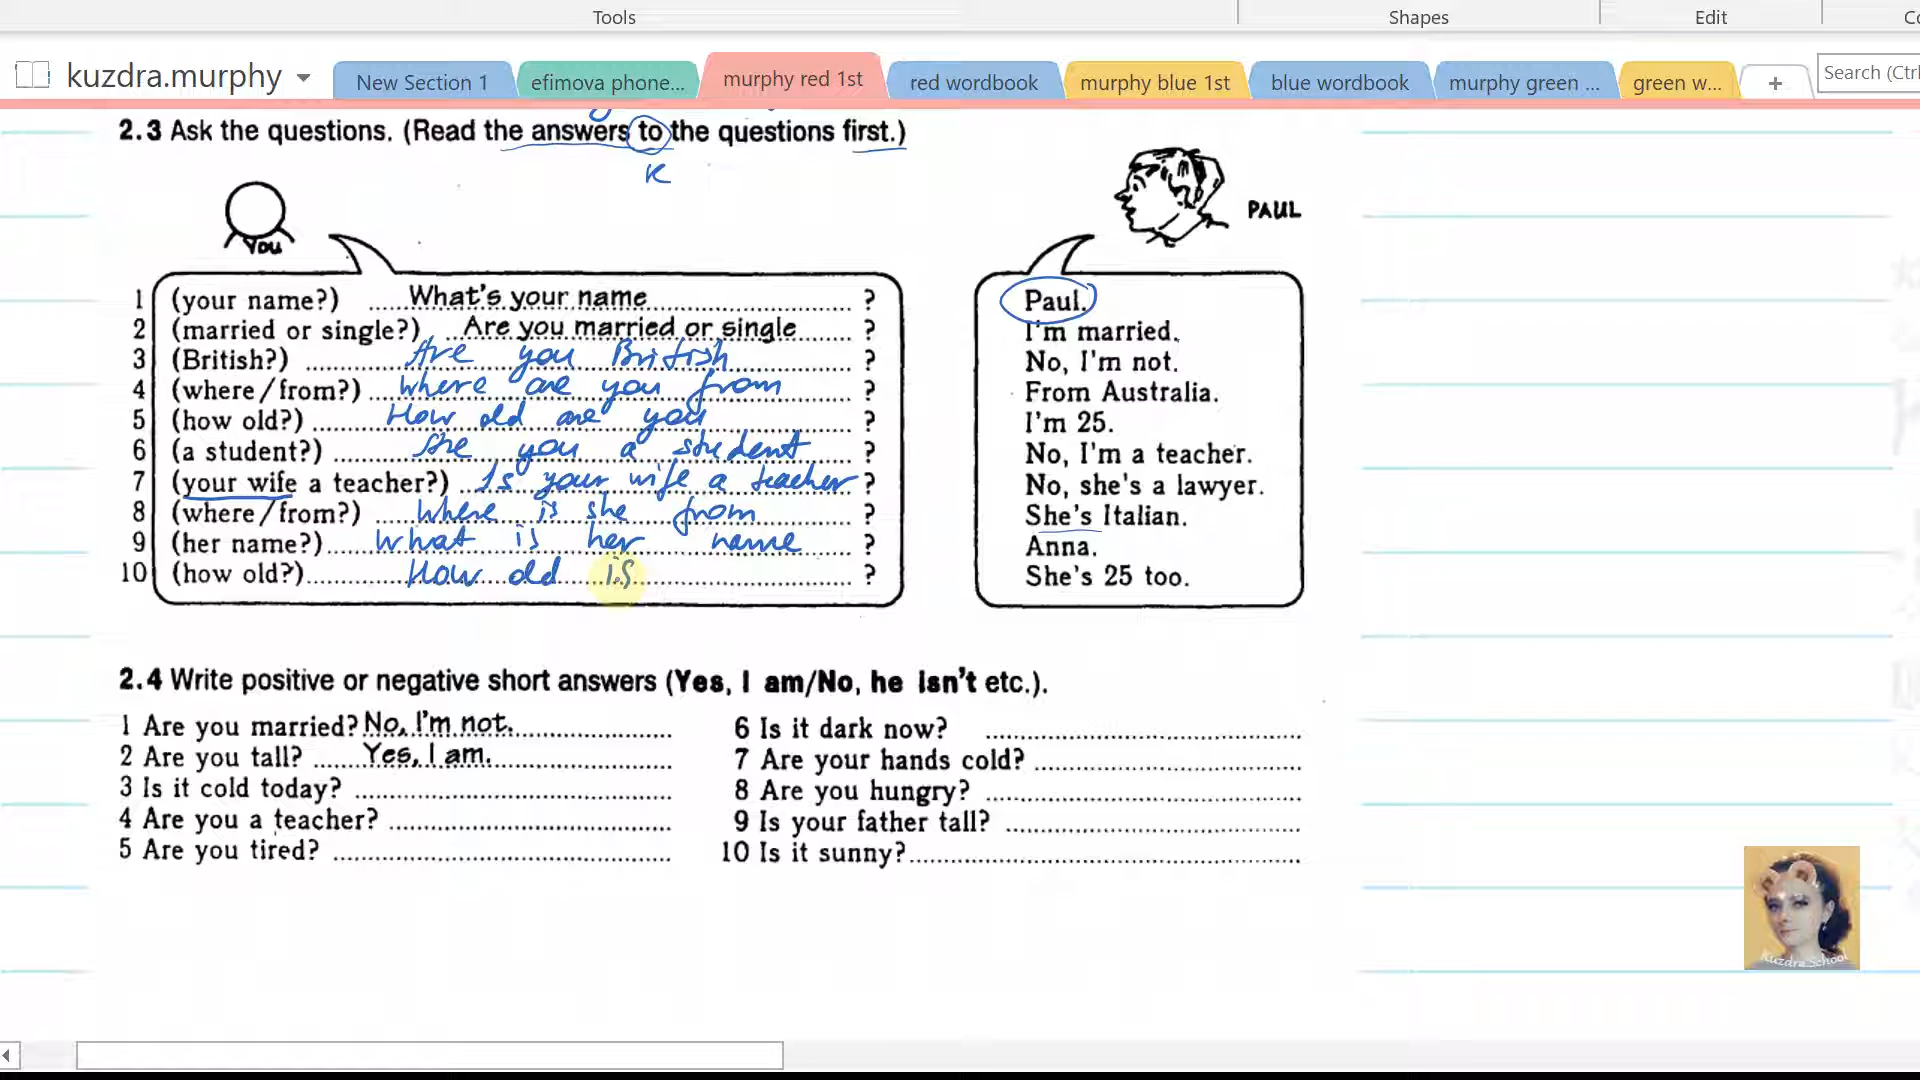 Tools Shapes Edit
kuzdra.murphy New Section 1 efimova phone... murphy red 1st red wordbook murphy blue 1st blue wordbook murphy green ... green w... + Search (Ctrl
2.3 Ask the questions. (Read the answers to the questions first.)
к
YOU
PAUL
1 (your name?) What's your name ?
2 (married or single?) Are you married or single ?
3 (British?) Are you British ?
4 (where/from?) Where are you from ?
5 (how old?) How old are you ?
6 (a student?) Are you a student ?
7 (your wife a teacher?) Is your wife a teacher ?
8 (where/from?) Where is she from ?
9 (her name?) What is her name ?
10 (how old?) How old is ?
Paul.
I'm married.
No, I'm not.
From Australia.
I'm 25.
No, I'm a teacher.
No, she's a lawyer.
She's Italian.
Anna.
She's 25 too.
2.4 Write positive or negative short answers (Yes, I am/No, he isn't etc.).
1 Are you married? No, I'm not.
2 Are you tall? Yes, I am.
3 Is it cold today?
4 Are you a teacher?
5 Are you tired?
6 Is it dark now?
7 Are your hands cold?
8 Are you hungry?
9 Is your father tall?
10 Is it sunny?
Kuzdra School